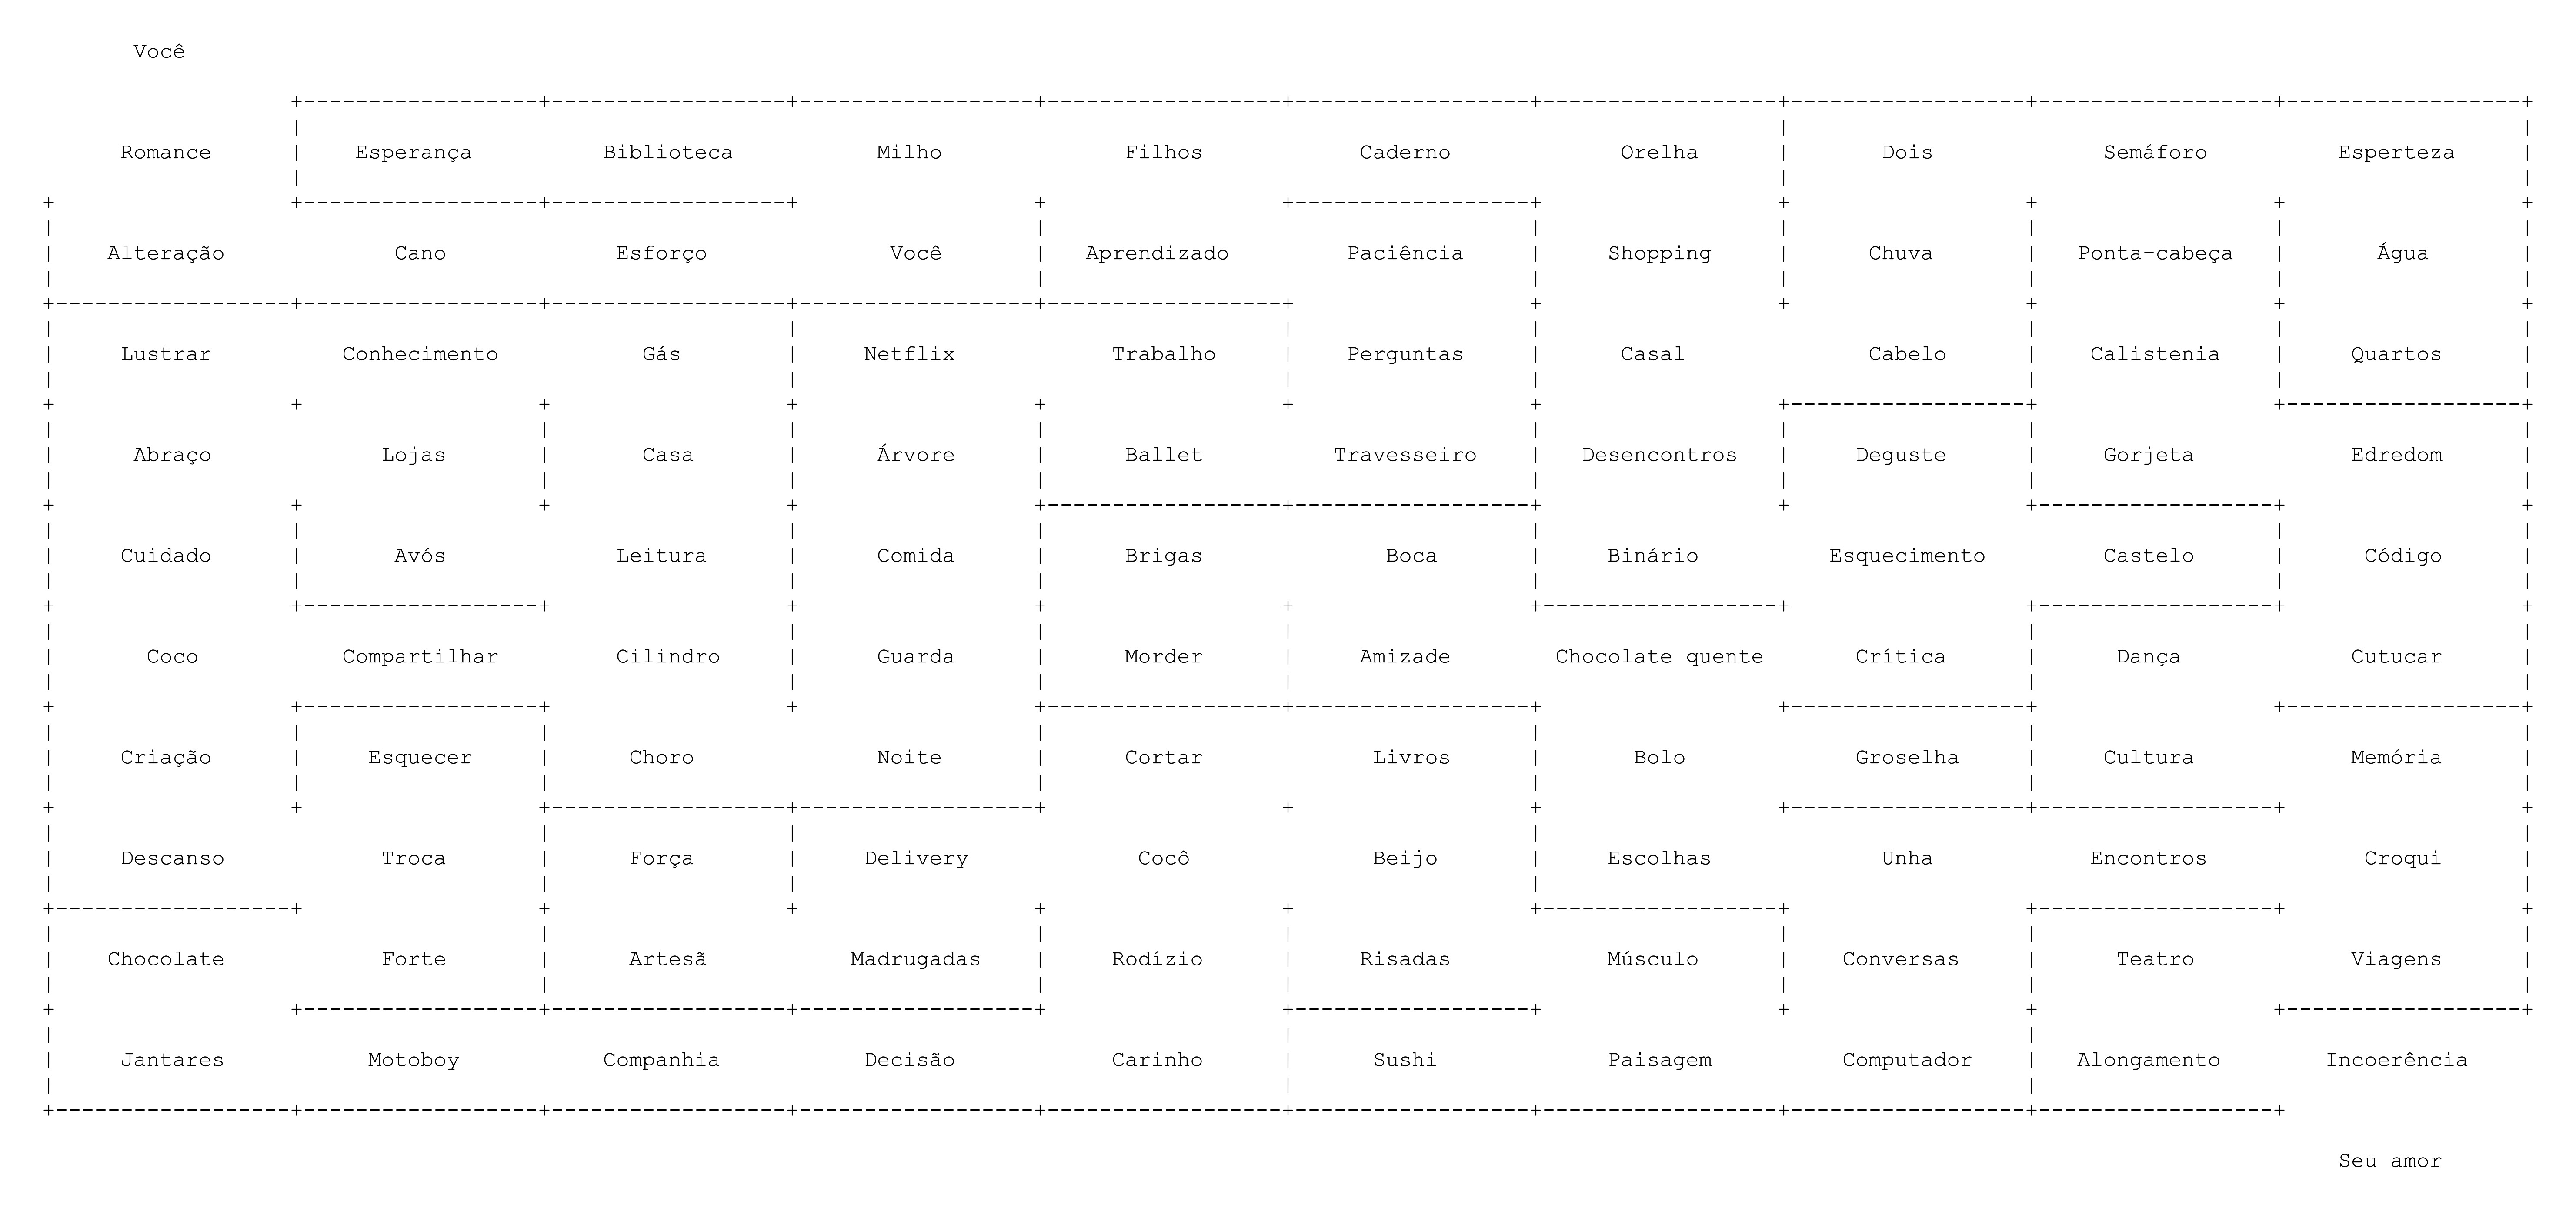 Você
Romance Esperança Biblioteca Milho Filhos Caderno Orelha Dois Semáforo Esperteza
Alteração Cano Esforço Você Aprendizado Paciência Shopping Chuva Ponta-cabeça Água
Lustrar Conhecimento Gás Netflix Trabalho Perguntas Casal Cabelo Calistenia Quartos
Abraço Lojas Casa Árvore Ballet Travesseiro Desencontros Deguste Gorjeta Edredom
Cuidado Avós Leitura Comida Brigas Boca Binário Esquecimento Castelo Código
Coco Compartilhar Cilindro Guarda Morder Amizade Chocolate quente Crítica Dança Cutucar
Criação Esquecer Choro Noite Cortar Livros Bolo Groselha Cultura Memória
Descanso Troca Força Delivery Cocô Beijo Escolhas Unha Encontros Croqui
Chocolate Forte Artesã Madrugadas Rodízio Risadas Músculo Conversas Teatro Viagens
Jantares Motoboy Companhia Decisão Carinho Sushi Paisagem Computador Alongamento Incoerência
Seu amor